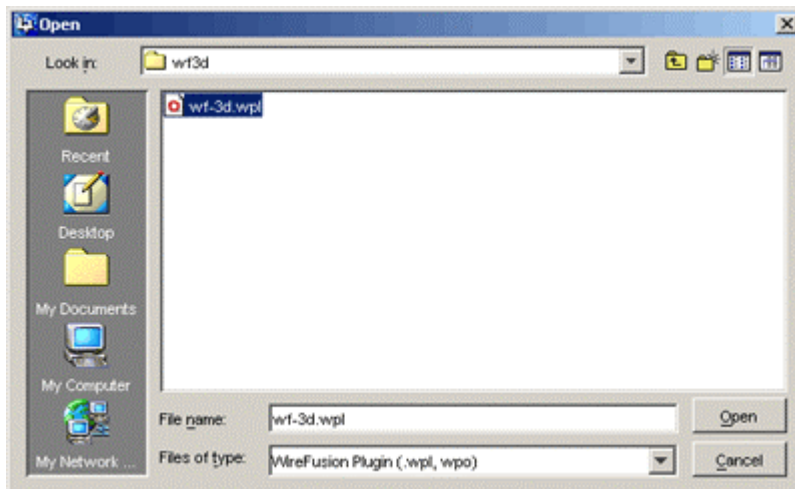 Open
Look in: wf3d
wf-3d.wpl
Recent
Desktop
My Documents
My Computer
My Network ...
File name: wf-3d.wpl Open
Files of type: WireFusion Plugin (.wpl, wpo) Cancel